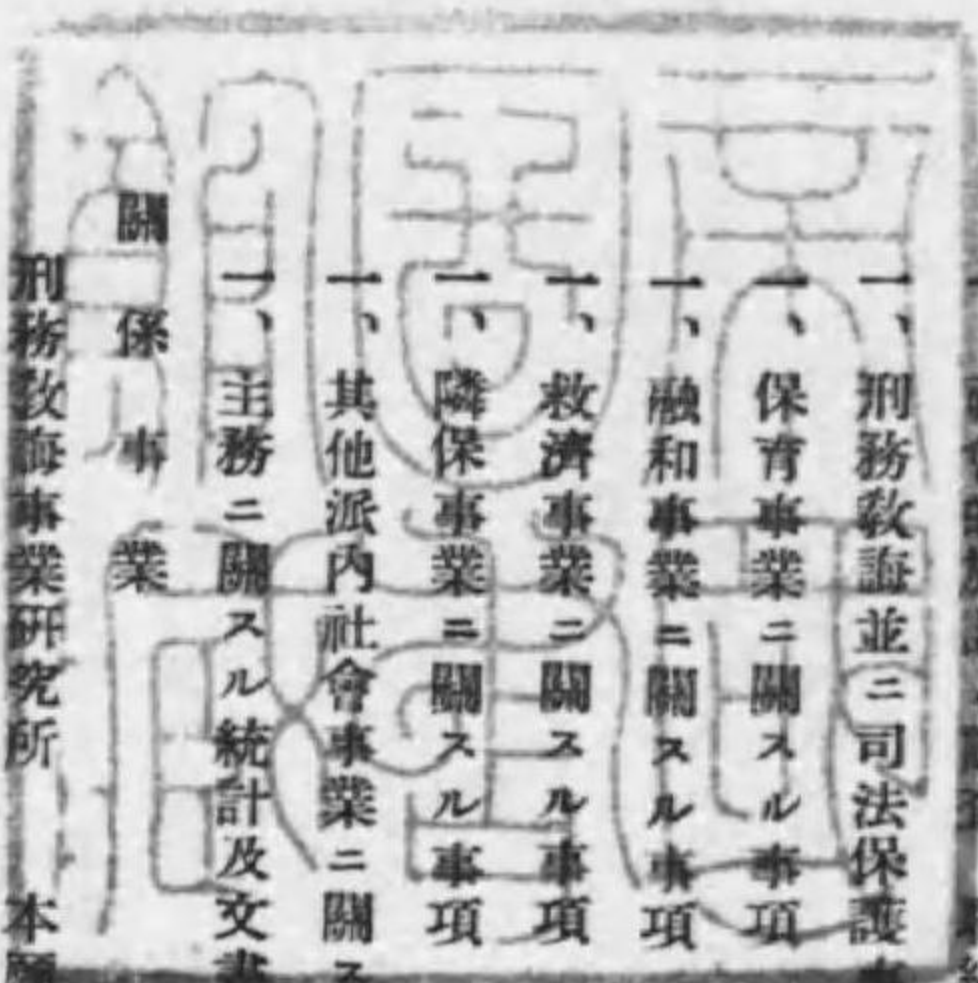 一、刑務敎誨並ニ司法保護
一、保育事業ニ關スル事項
一、融和事業ニ關スル事項
一、救濟事業ニ關スル事項
一、隣保事業ニ關スル事項
一、其他派內社會事業ニ關ス
一、主務ニ關スル統計及文書
關係事業
刑務敎誨事業硏究所 本願